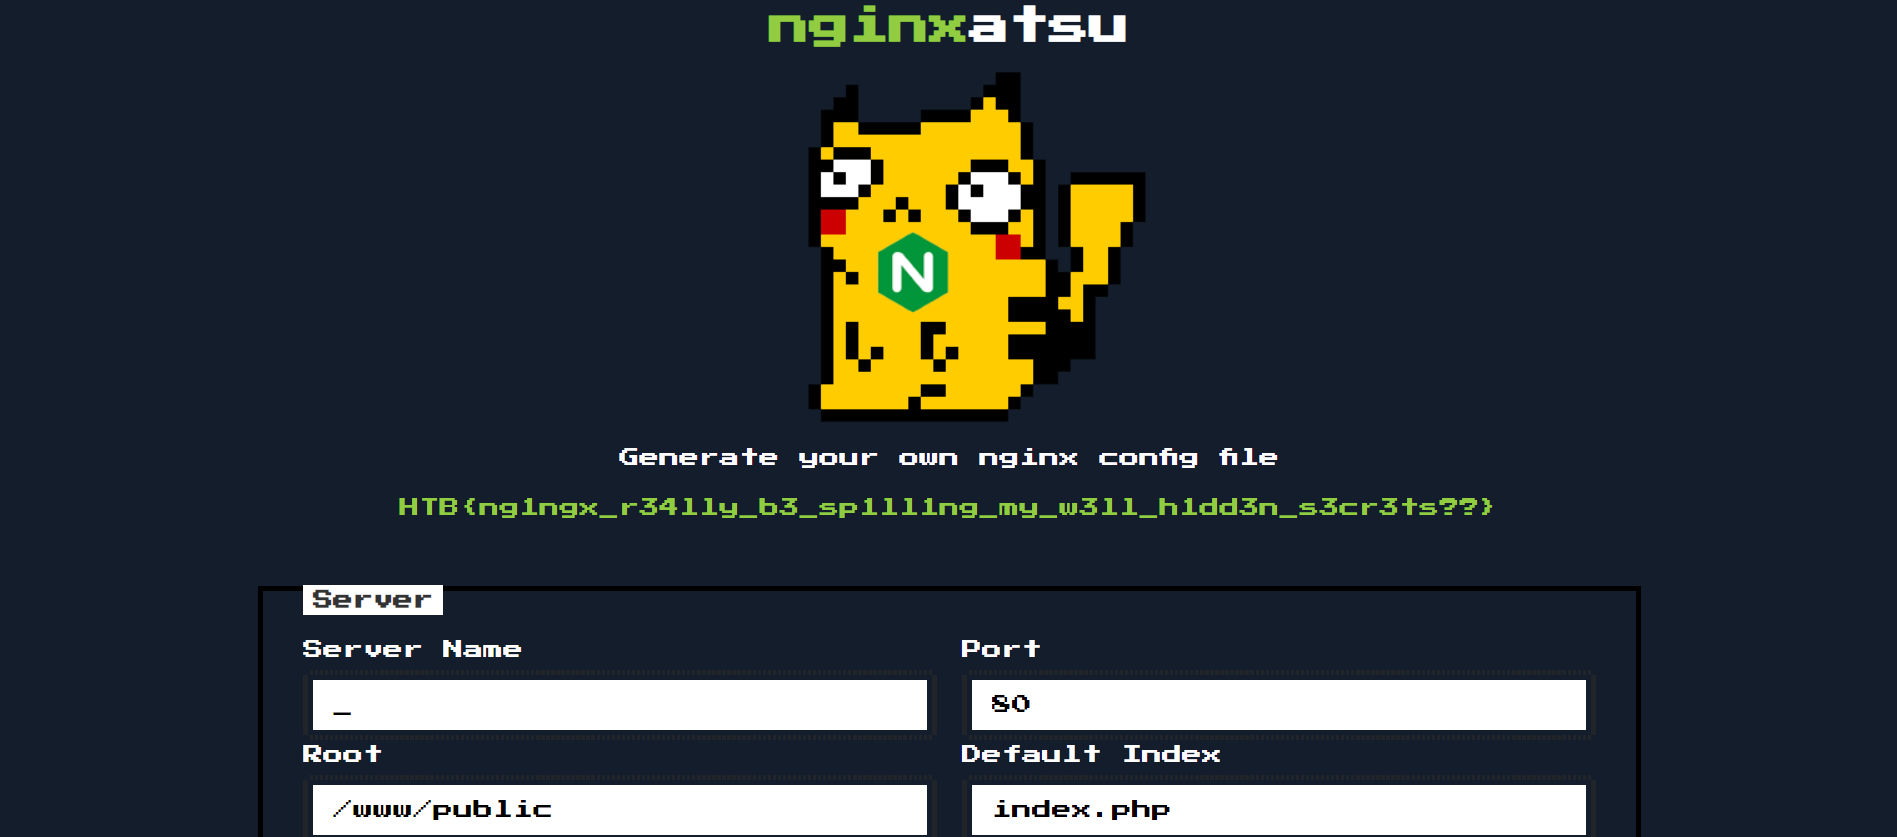 nginxatsu
N
Generate your own nginx config file
HTB{ng1ngx_r34lly_b3_sp1ll1ng_my_w3ll_h1dd3n_s3cr3ts??}
Server
Server Name Port
_ 80
Root Default Index
/www/public index.php